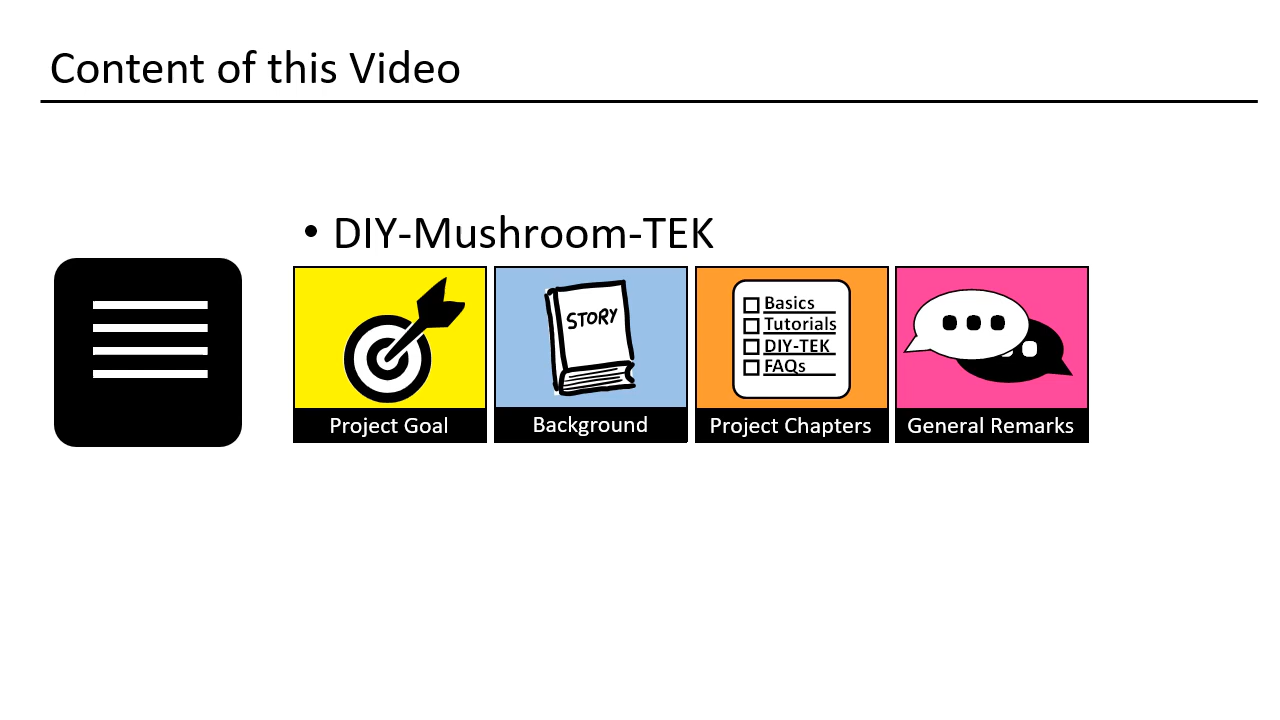 Content of this Video
• DIY-Mushroom-TEK
STORY
Basics
Tutorials
DIY-TEK
FAQs
Project Goal
Background
Project Chapters
General Remarks